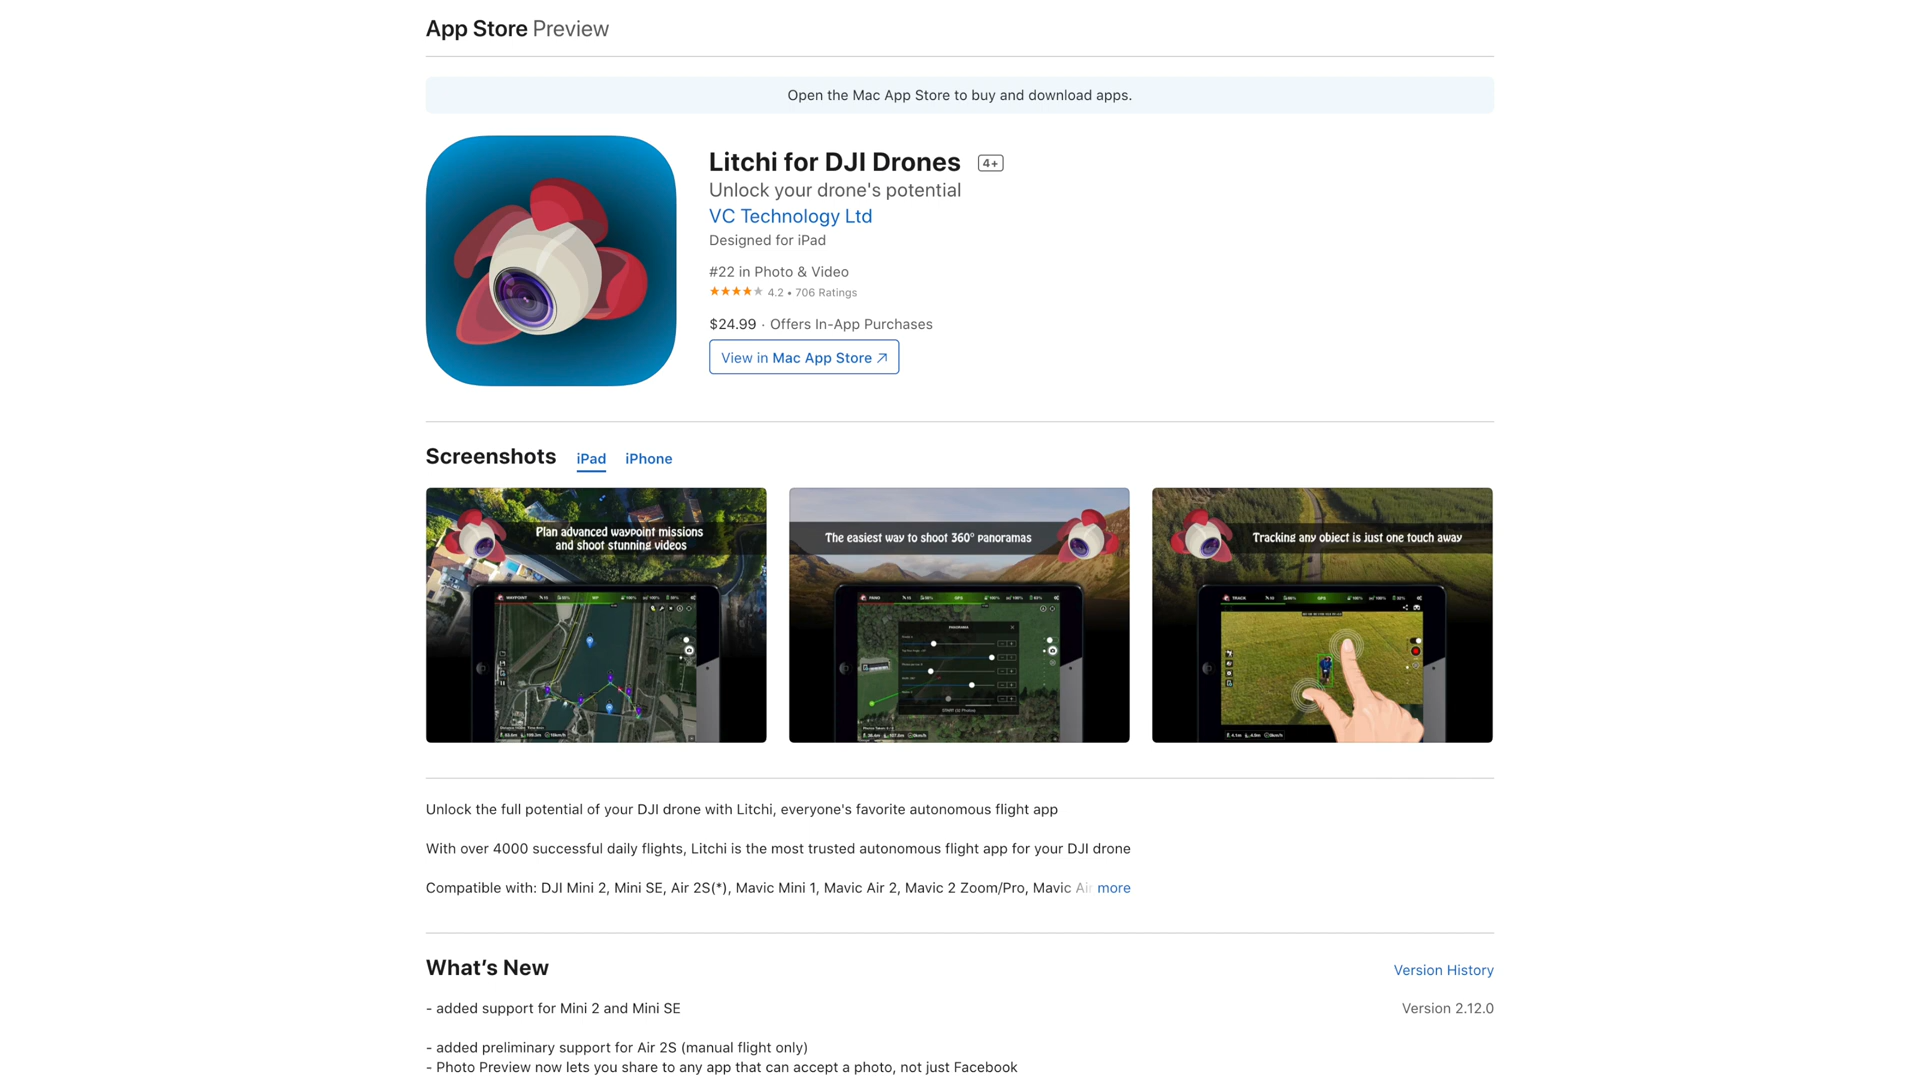 App Store Preview
Open the Mac App Store to buy and download apps.
Litchi for DJI Drones 4+
Unlock your drone's potential
VC Technology Ltd
Designed for iPad
#22 in Photo & Video
4.2 • 706 Ratings
$24.99 · Offers In-App Purchases
View in Mac App Store
Screenshots iPad iPhone
Plan advanced waypoint missions
and shoot stunning videos
The easiest way to shoot 360° panoramas
Tracking any object is just one touch away
WAYPOINT
PANO
TRACK
PANORAMA
Unlock the full potential of your DJI drone with Litchi, everyone's favorite autonomous flight app
With over 4000 successful daily flights, Litchi is the most trusted autonomous flight app for your DJI drone
Compatible with: DJI Mini 2, Mini SE, Air 2S(*), Mavic Mini 1, Mavic Air 2, Mavic 2 Zoom/Pro, Mavic Air more
What’s New
Version History
- added support for Mini 2 and Mini SE
Version 2.12.0
- added preliminary support for Air 2S (manual flight only)
- Photo Preview now lets you share to any app that can accept a photo, not just Facebook